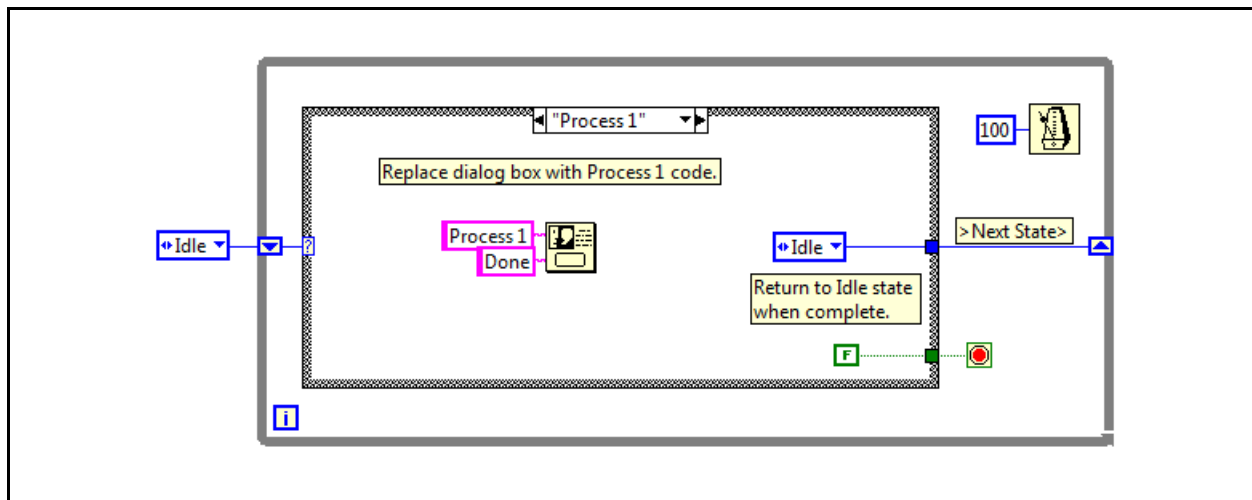 "Process 1"
100
Replace dialog box with Process 1 code.
>Next State>
Idle
?
Process 1
Done
Idle
Return to Idle state
when complete.
F
i